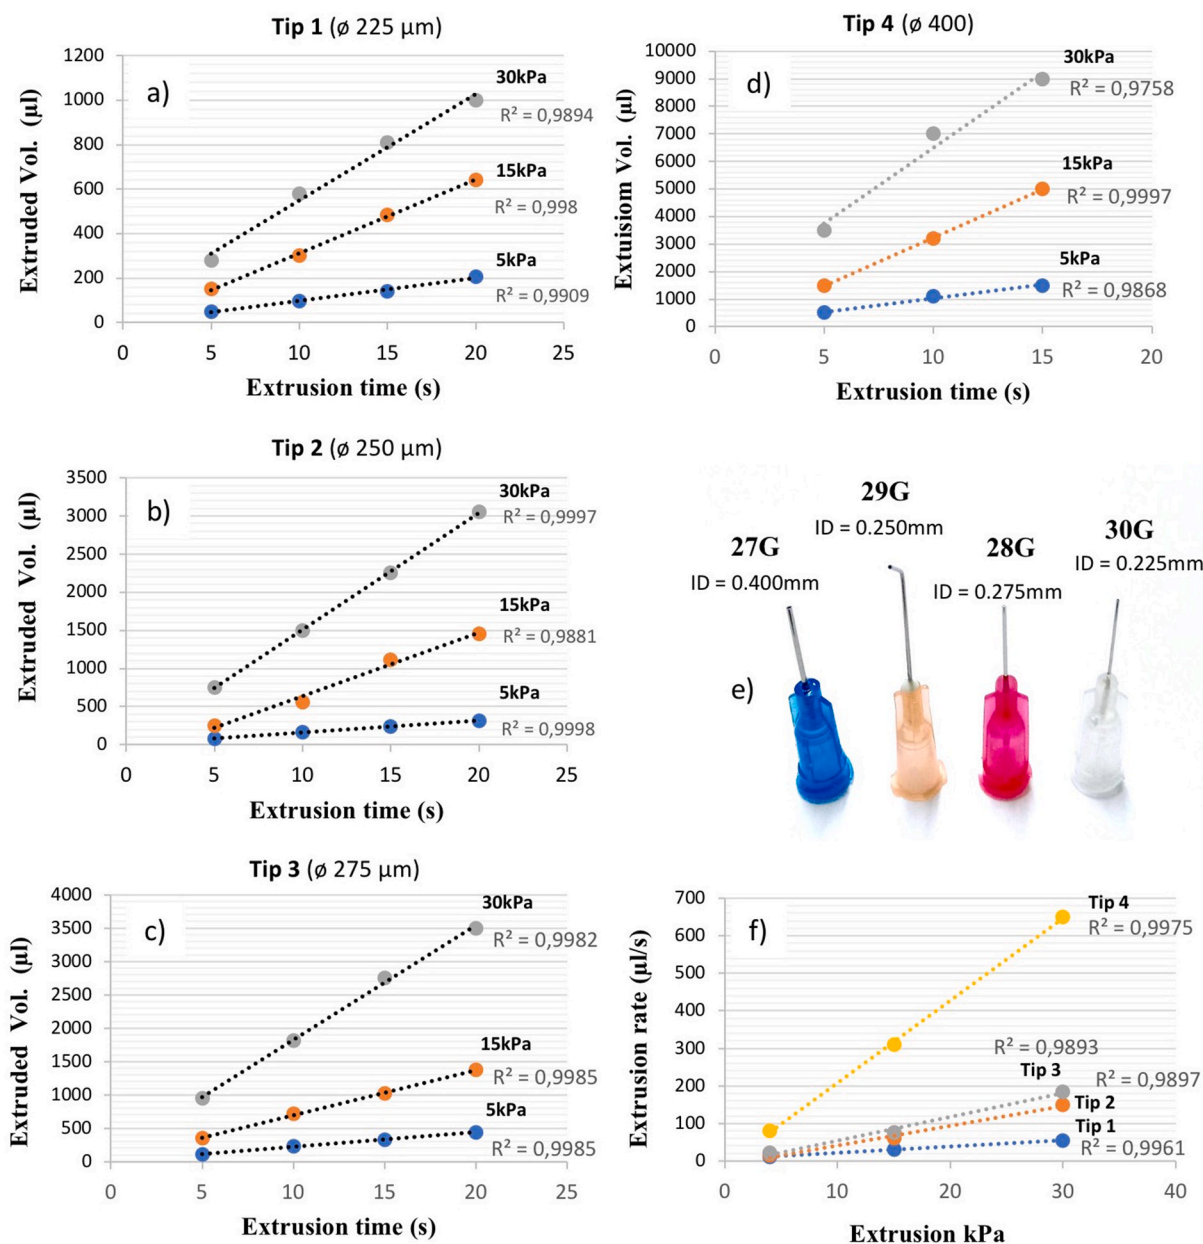 Tip 1 (ø 225 µm)
a)
Extruded Vol. (µl)
1200
1000
800
600
400
200
0
30kPa
R² = 0,9894
15kPa
R² = 0,998
5kPa
R² = 0,9909
0 5 10 15 20 25
Extrusion time (s)
Tip 4 (ø 400)
d)
Extuisiom Vol. (µl)
10000
9000
8000
7000
6000
5000
4000
3000
2000
1000
0
30kPa
R² = 0,9758
15kPa
R² = 0,9997
5kPa
R² = 0,9868
0 5 10 15 20
Extrusion time (s)
Tip 2 (ø 250 µm)
b)
Extruded Vol. (µl)
3500
3000
2500
2000
1500
1000
500
0
30kPa
R² = 0,9997
15kPa
R² = 0,9881
5kPa
R² = 0,9998
0 5 10 15 20 25
Extrusion time (s)
e)
27G
ID = 0.400mm
29G
ID = 0.250mm
28G
ID = 0.275mm
30G
ID = 0.225mm
Tip 3 (ø 275 µm)
c)
Extruded Vol. (µl)
4000
3500
3000
2500
2000
1500
1000
500
0
30kPa
R² = 0,9982
15kPa
R² = 0,9985
5kPa
R² = 0,9985
0 5 10 15 20 25
Extrusion time (s)
f)
Extrusion rate (µl/s)
700
600
500
400
300
200
100
0
Tip 4
R² = 0,9975
R² = 0,9893
Tip 3
R² = 0,9897
Tip 2
Tip 1
R² = 0,9961
0 10 20 30 40
Extrusion kPa